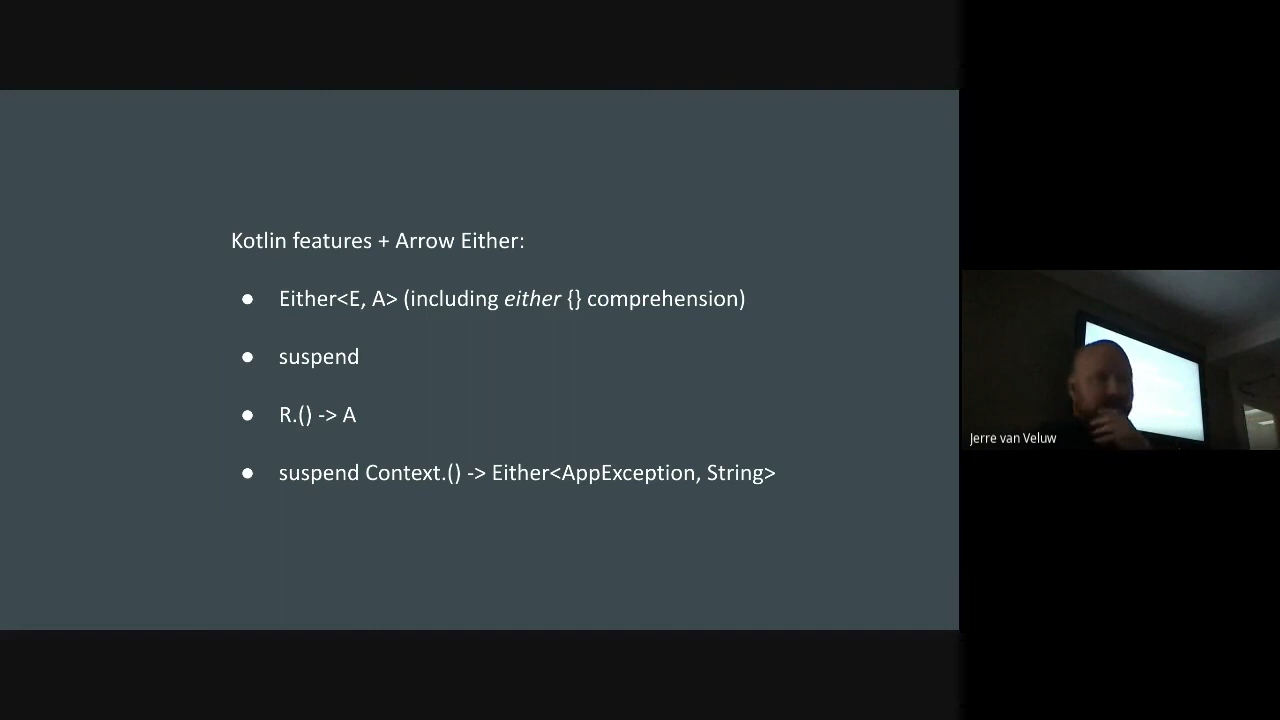 Kotlin features + Arrow Either:
● Either<E, A> (including either {} comprehension)
● suspend
● R.() -> A
● suspend Context.() -> Either<AppException, String>
Jerre van Veluw